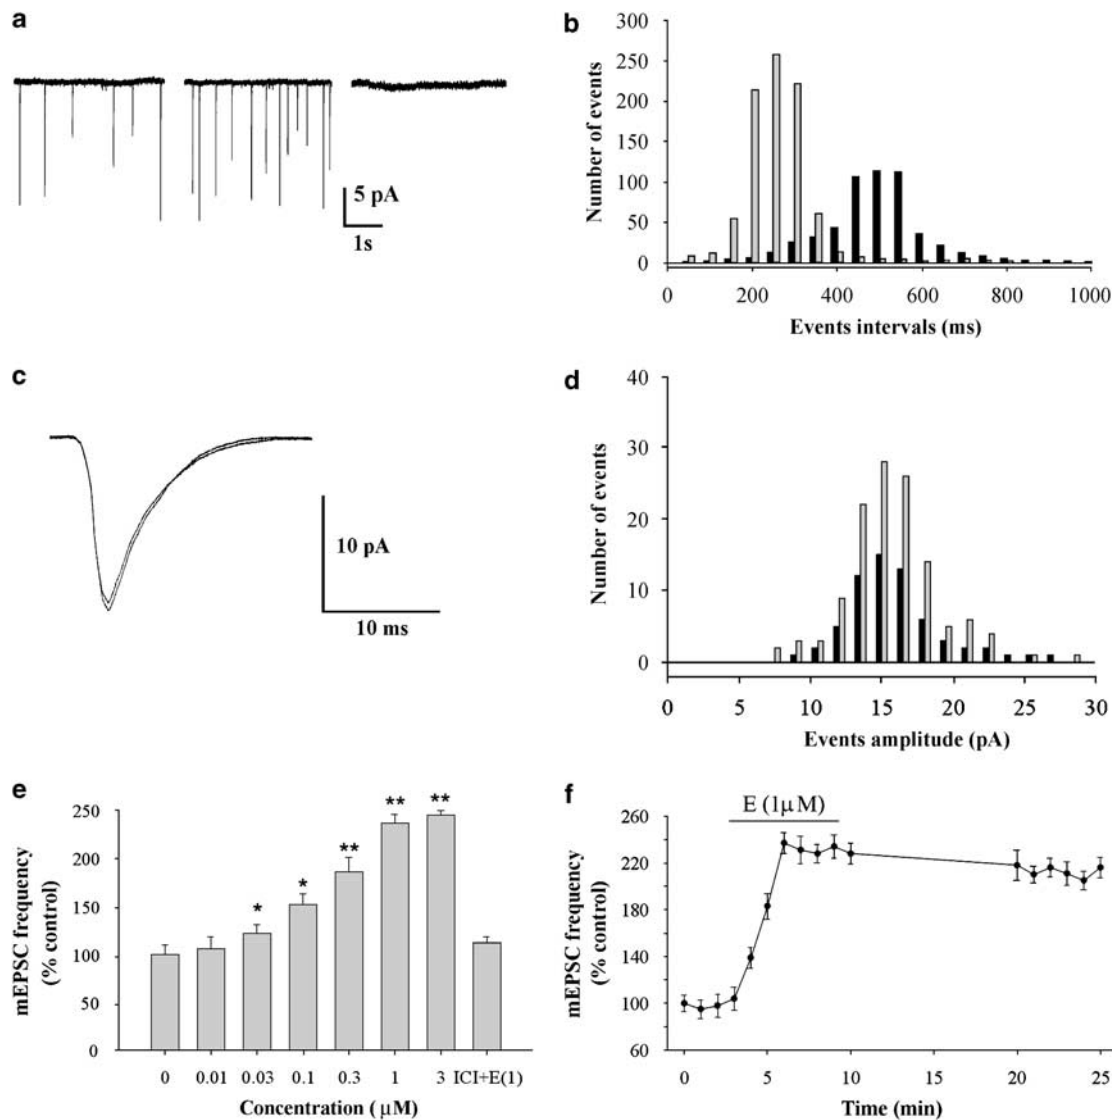 a
5 pA
1s
b
300
250
200
150
100
50
0
Number of events
0 200 400 600 800 1000
Events intervals (ms)
c
10 pA
10 ms
d
40
30
20
10
0
Number of events
0 5 10 15 20 25 30
Events amplitude (pA)
e
250
200
150
100
50
0
mEPSC frequency
(% control)
* * ** ** **
0 0.01 0.03 0.1 0.3 1 3 ICI+E(1)
Concentration (μM)
f
E (1μM)
260
220
180
140
100
60
mEPSC frequency
(% control)
0 5 10 15 20 25
Time (min)